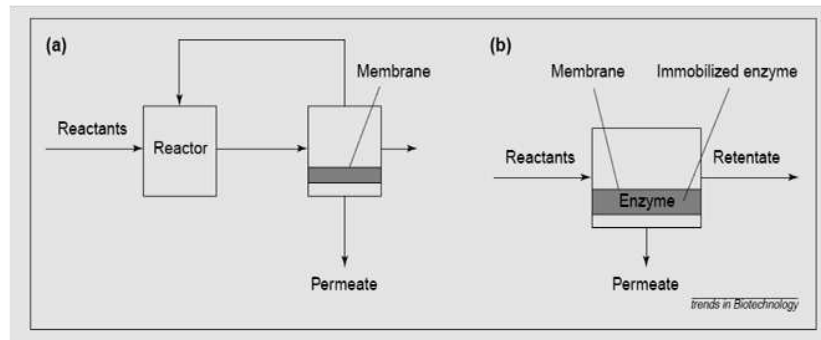 (a)
Membrane
Reactants
Reactor
Permeate
(b)
Membrane
Immobilized enzyme
Reactants
Retentate
Enzyme
Permeate
trends in Biotechnology